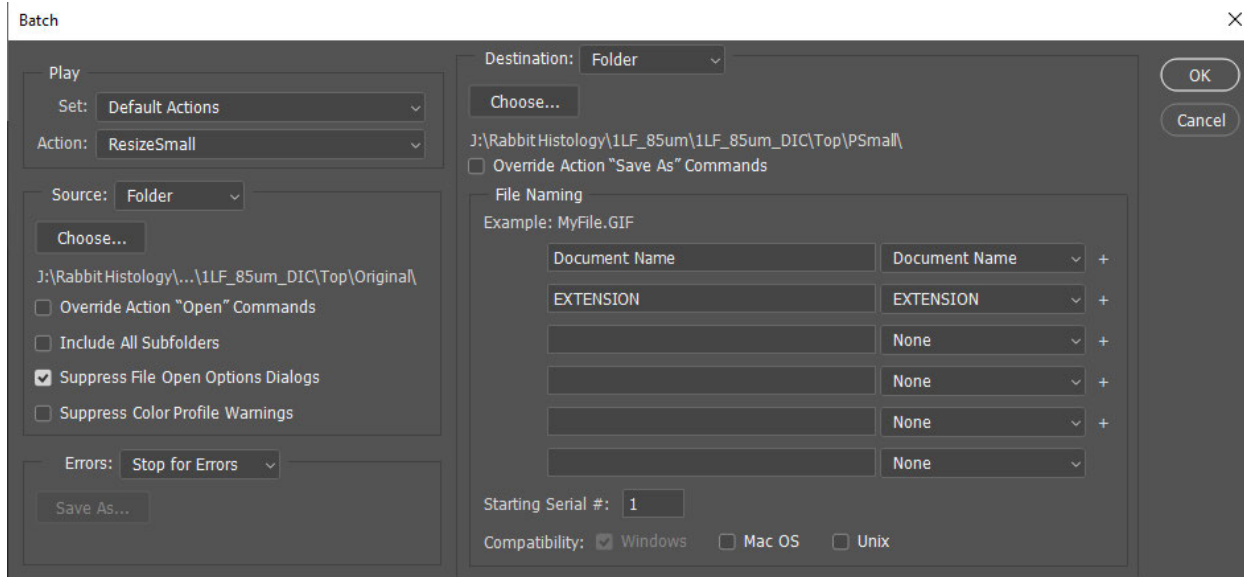 Batch
Play
Set: Default Actions
Action: ResizeSmall
Source: Folder
Choose...
J:\Rabbit Histology\...\1LF_85um_DIC\Top\Original\
Override Action "Open" Commands
Include All Subfolders
Suppress File Open Options Dialogs
Suppress Color Profile Warnings
Errors: Stop for Errors
Save As...
Destination: Folder
Choose...
J:\Rabbit Histology\1LF_85um\1LF_85um_DIC\Top\PSmall\
Override Action "Save As" Commands
File Naming
Example: MyFile.GIF
Document Name Document Name +
EXTENSION EXTENSION +
None +
None +
None +
None
Starting Serial #: 1
Compatibility: Windows Mac OS Unix
OK
Cancel